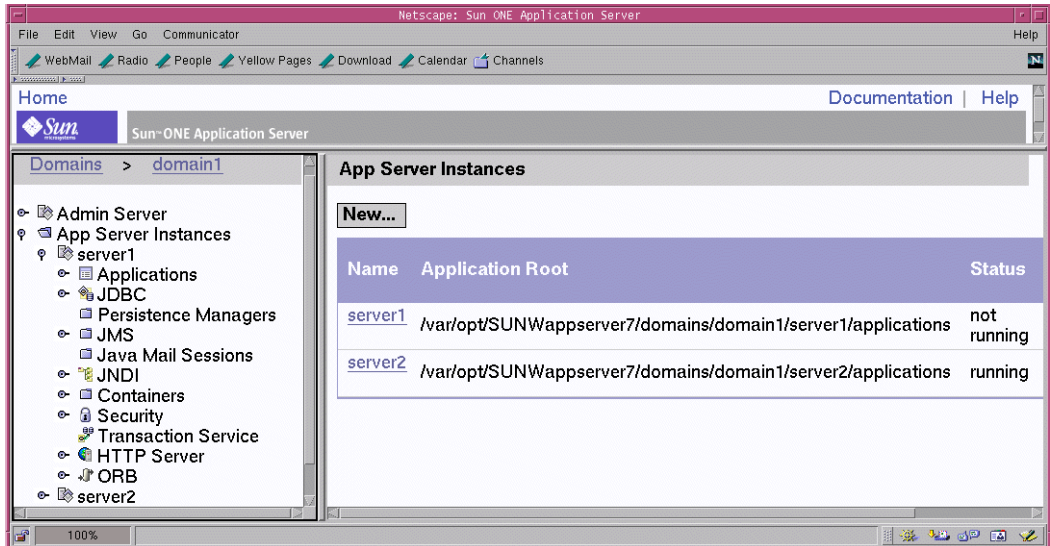 Netscape: Sun ONE Application Server
File Edit View Go Communicator Help
WebMail Radio People Yellow Pages Download Calendar Channels
Home Documentation | Help
Sun microsystems Sun™ ONE Application Server
Domains > domain1
Admin Server
App Server Instances
server1
Applications
JDBC
Persistence Managers
JMS
Java Mail Sessions
JNDI
Containers
Security
Transaction Service
HTTP Server
ORB
server2
App Server Instances
New...
Name Application Root Status
server1 /var/opt/SUNWappserver7/domains/domain1/server1/applications not running
server2 /var/opt/SUNWappserver7/domains/domain1/server2/applications running
100%